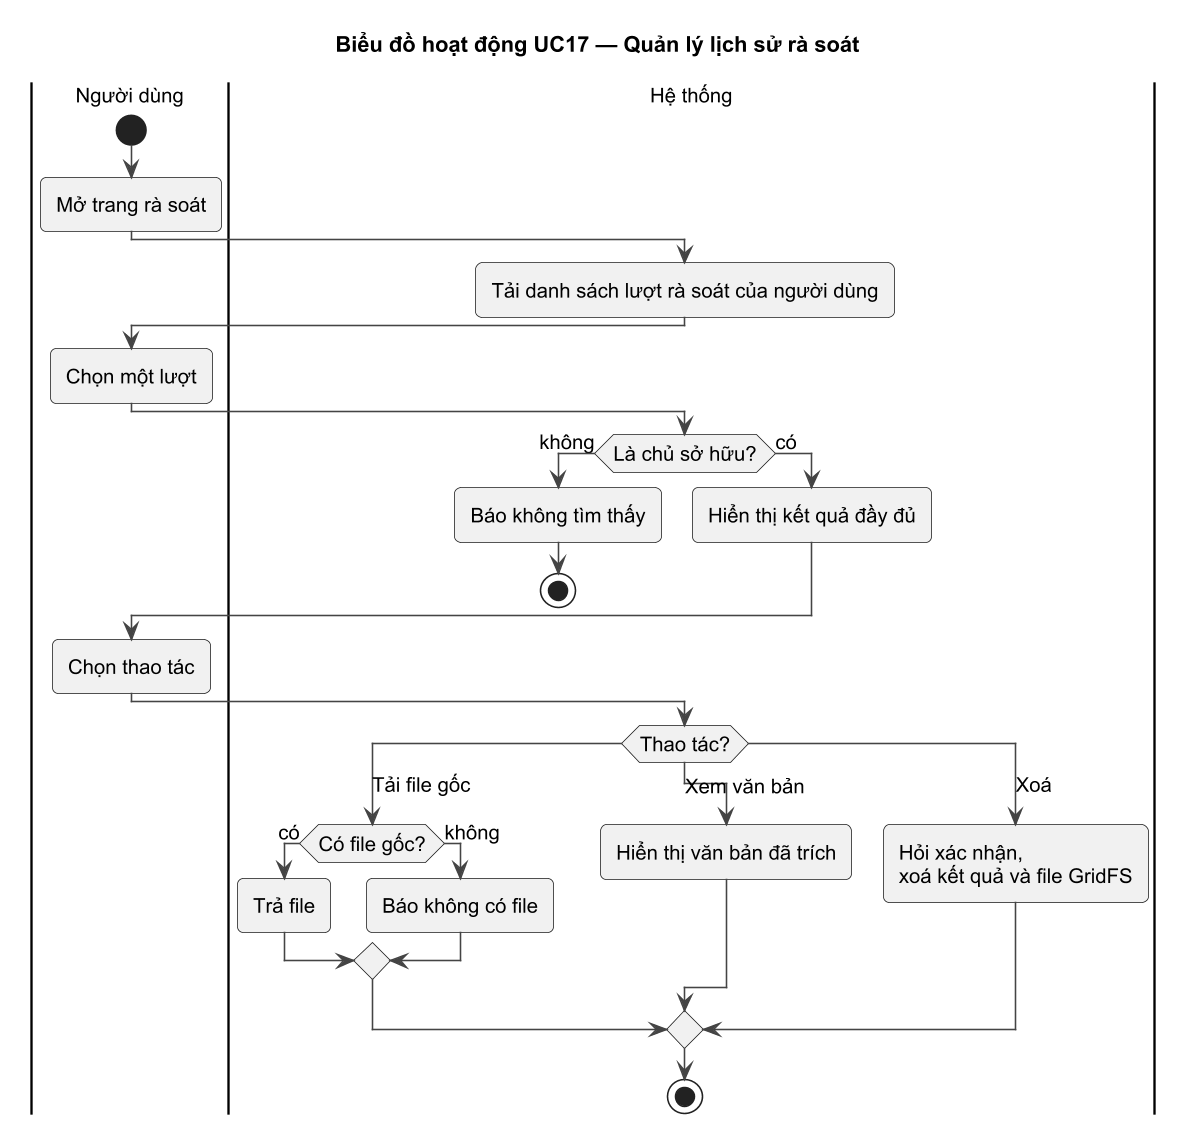 Biểu đồ hoạt động UC17 — Quản lý lịch sử rà soát
Người dùng
Hệ thống
Mở trang rà soát
Tải danh sách lượt rà soát của người dùng
Chọn một lượt
không
Là chủ sở hữu?
có
Báo không tìm thấy
Hiển thị kết quả đầy đủ
Chọn thao tác
Thao tác?
Tải file gốc
Xem văn bản
Xoá
có
Có file gốc?
không
Hiển thị văn bản đã trích
Hỏi xác nhận,
xoá kết quả và file GridFS
Trả file
Báo không có file